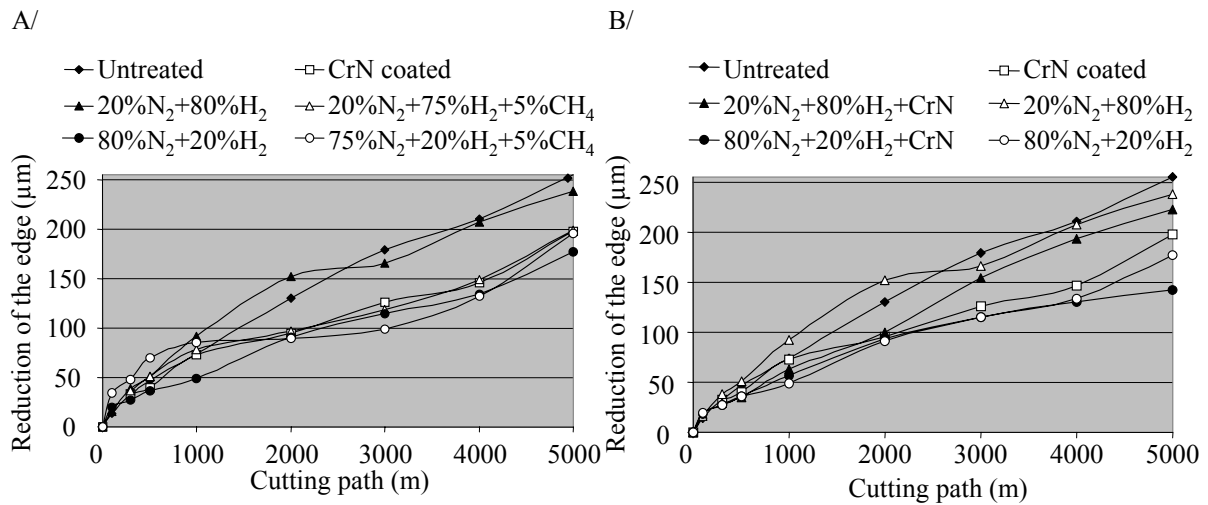 A/
Untreated CrN coated
20%N₂+80%H₂ 20%N₂+75%H₂+5%CH₄
80%N₂+20%H₂ 75%N₂+20%H₂+5%CH₄
Reduction of the edge (µm)
250
200
150
100
50
0
0 1000 2000 3000 4000 5000
Cutting path (m)
B/
Untreated CrN coated
20%N₂+80%H₂+CrN 20%N₂+80%H₂
80%N₂+20%H₂+CrN 80%N₂+20%H₂
Reduction of the edge (µm)
250
200
150
100
50
0
0 1000 2000 3000 4000 5000
Cutting path (m)